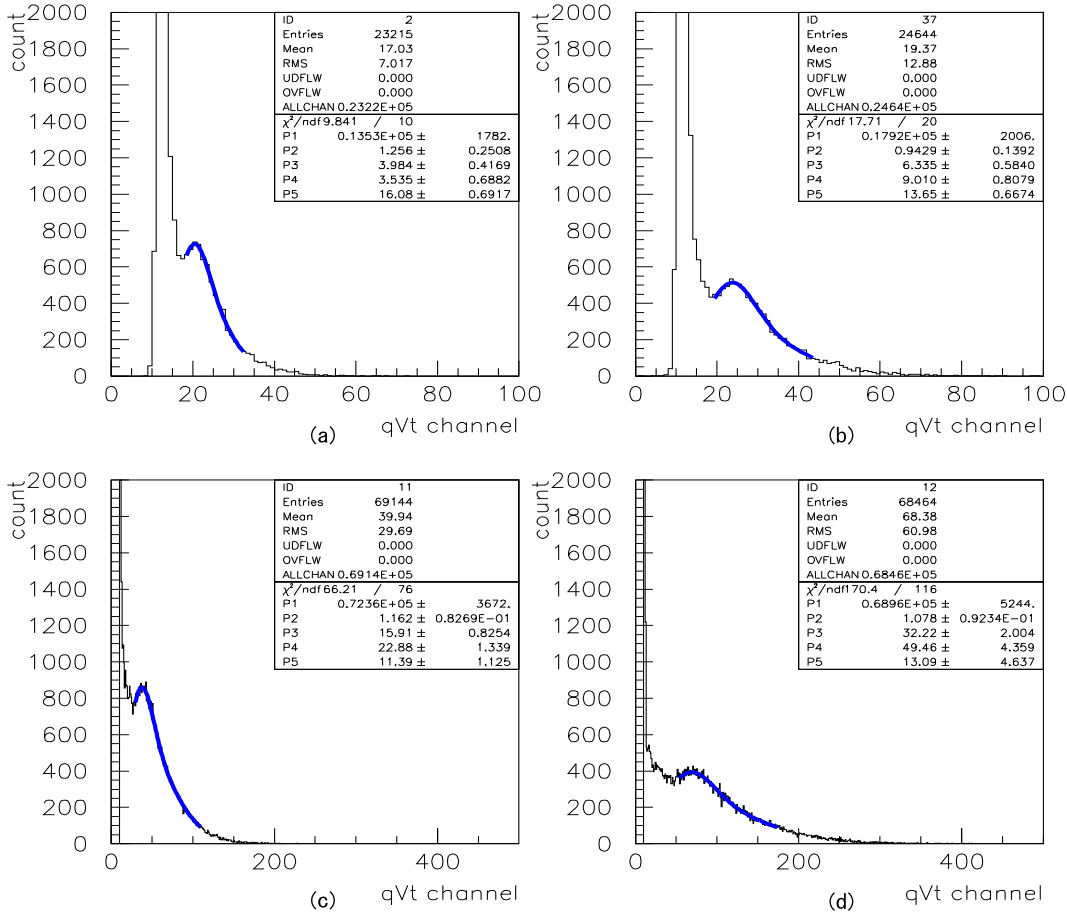 2000
1800
1600
1400
1200
1000
800
600
400
200
0
count
0 20 40 60 80 100
qVt channel
(a)
ID 2
Entries 23215
Mean 17.03
RMS 7.017
UDFLW 0.000
OVFLW 0.000
ALLCHAN 0.2322E+05
χ²/ndf 9.841 / 10
P1 0.1353E+05 ± 1782.
P2 1.256 ± 0.2508
P3 3.984 ± 0.4169
P4 3.535 ± 0.6882
P5 16.08 ± 0.6917
2000
1800
1600
1400
1200
1000
800
600
400
200
0
count
0 20 40 60 80 100
qVt channel
(b)
ID 37
Entries 24644
Mean 19.37
RMS 12.88
UDFLW 0.000
OVFLW 0.000
ALLCHAN 0.2464E+05
χ²/ndf 17.71 / 20
P1 0.1792E+05 ± 2006.
P2 0.9429 ± 0.1392
P3 6.335 ± 0.5840
P4 9.010 ± 0.8079
P5 13.65 ± 0.6674
2000
1800
1600
1400
1200
1000
800
600
400
200
0
count
0 200 400
qVt channel
(c)
ID 11
Entries 69144
Mean 39.94
RMS 29.69
UDFLW 0.000
OVFLW 0.000
ALLCHAN 0.6914E+05
χ²/ndf 66.21 / 76
P1 0.7236E+05 ± 3672.
P2 1.162 ± 0.8269E−01
P3 15.91 ± 0.8254
P4 22.88 ± 1.339
P5 11.39 ± 1.125
2000
1800
1600
1400
1200
1000
800
600
400
200
0
count
0 200 400
qVt channel
(d)
ID 12
Entries 68464
Mean 68.38
RMS 60.98
UDFLW 0.000
OVFLW 0.000
ALLCHAN 0.6846E+05
χ²/ndf 170.4 / 116
P1 0.6896E+05 ± 5244.
P2 1.078 ± 0.9234E−01
P3 32.22 ± 2.004
P4 49.46 ± 4.359
P5 13.09 ± 4.637